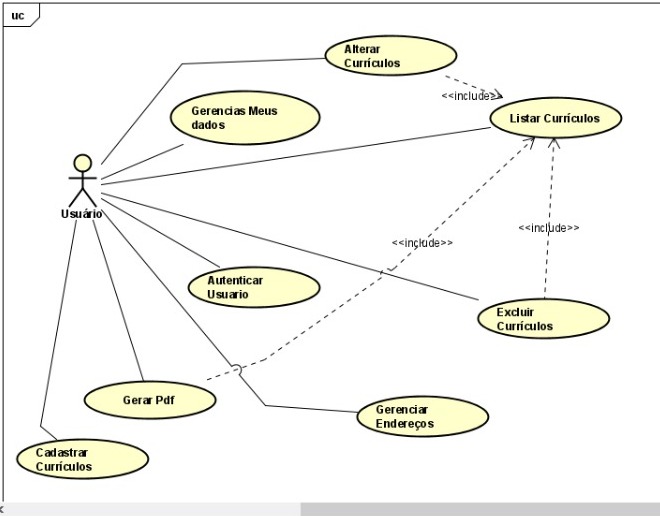 uc
Alterar
Currículos
<<include>>
Gerencias Meus
dados
Listar Currículos
Usuário
<<include>>
<<include>>
Autenticar
Usuario
Excluir
Currículos
Gerar Pdf
Gerenciar
Endereços
Cadastrar
Currículos